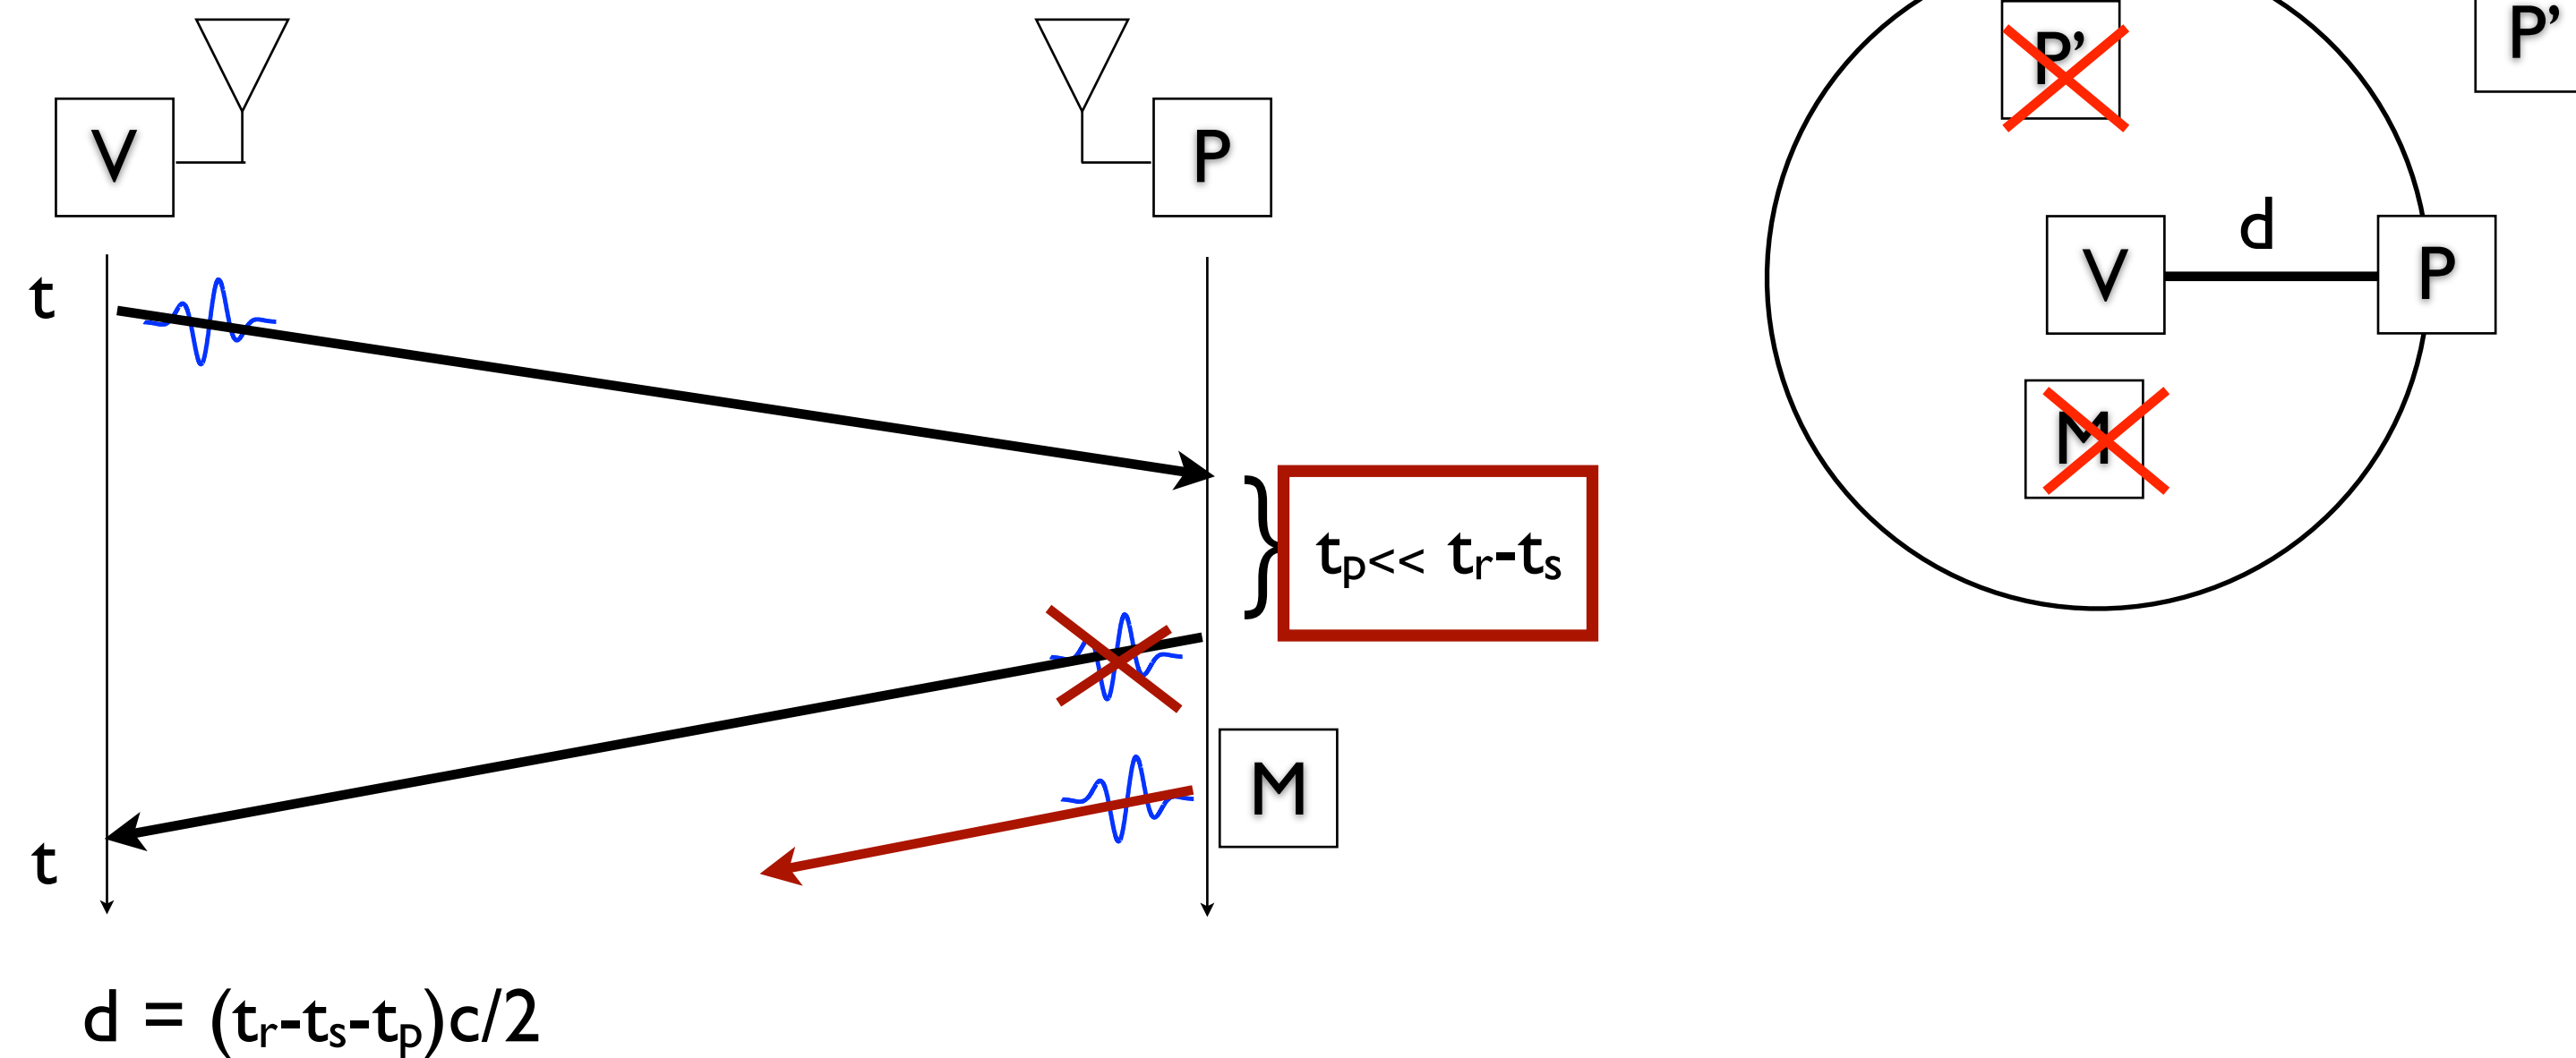 V
P
P’
P’
V
d
P
t
M
tp<< tr-ts
M
t
d = (tr-ts-tp)c/2